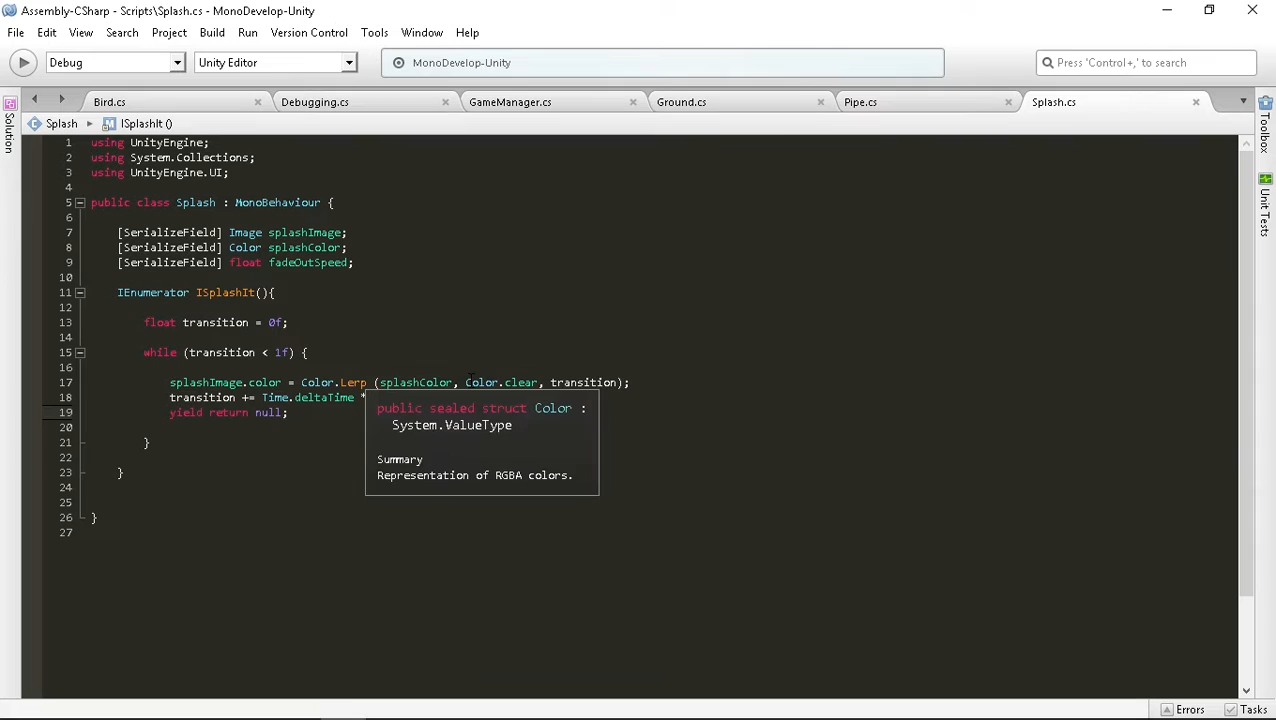 Assembly-CSharp - Scripts\Splash.cs - MonoDevelop-Unity
File Edit View Search Project Build Run Version Control Tools Window Help
Debug Unity Editor MonoDevelop-Unity Press 'Control+,' to search
Solution
Toolbox
Unit Tests
Bird.cs Debugging.cs GameManager.cs Ground.cs Pipe.cs Splash.cs
Splash ISplashIt ()
1 using UnityEngine;
2 using System.Collections;
3 using UnityEngine.UI;
4
5 public class Splash : MonoBehaviour {
6
7 [SerializeField] Image splashImage;
8 [SerializeField] Color splashColor;
9 [SerializeField] float fadeOutSpeed;
10
11 IEnumerator ISplashIt(){
12
13 float transition = 0f;
14
15 while (transition < 1f) {
16
17 splashImage.color = Color.Lerp (splashColor, Color.clear, transition);
18 transition += Time.deltaTime *
19 yield return null;
20
21 }
22
23 }
24
25
26 }
27
public sealed struct Color :
System.ValueType
Summary
Representation of RGBA colors.
Errors Tasks